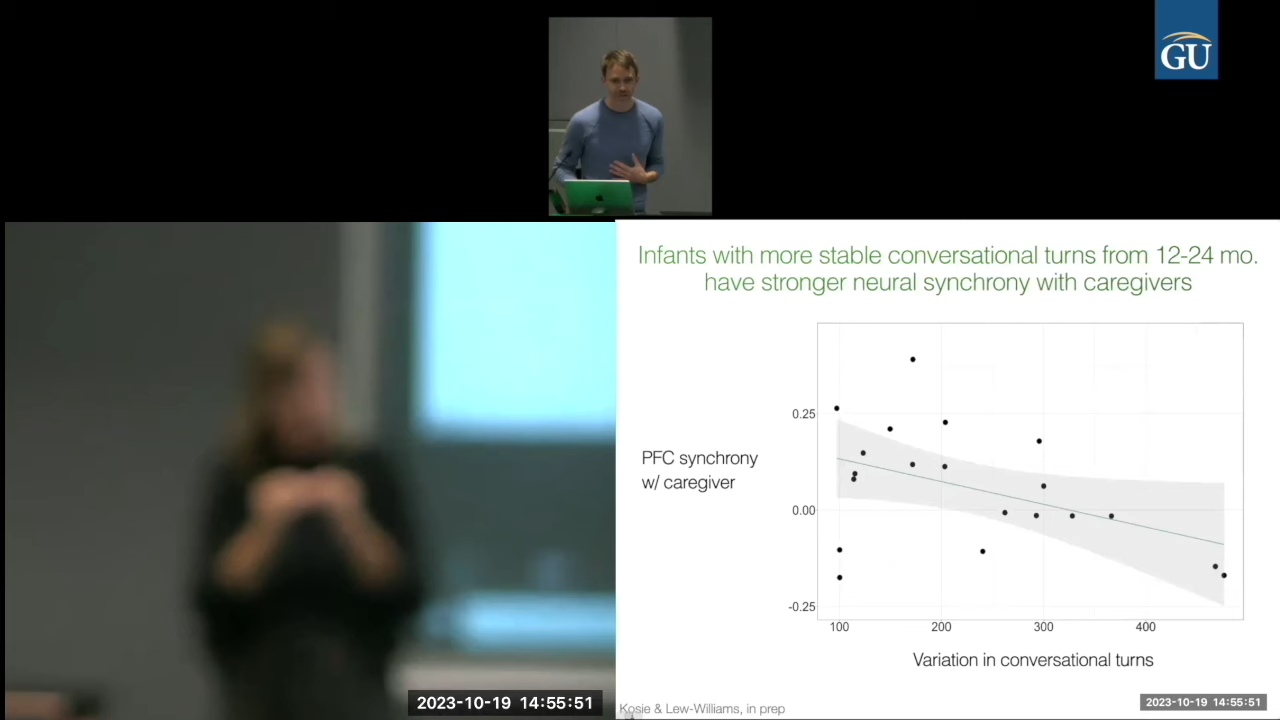 GU
Infants with more stable conversational turns from 12-24 mo.
have stronger neural synchrony with caregivers
PFC synchrony
w/ caregiver
0.25
0.00
-0.25
100 200 300 400
Variation in conversational turns
Kosie & Lew-Williams, in prep
2023-10-19 14:55:51
2023-10-19 14:55:51